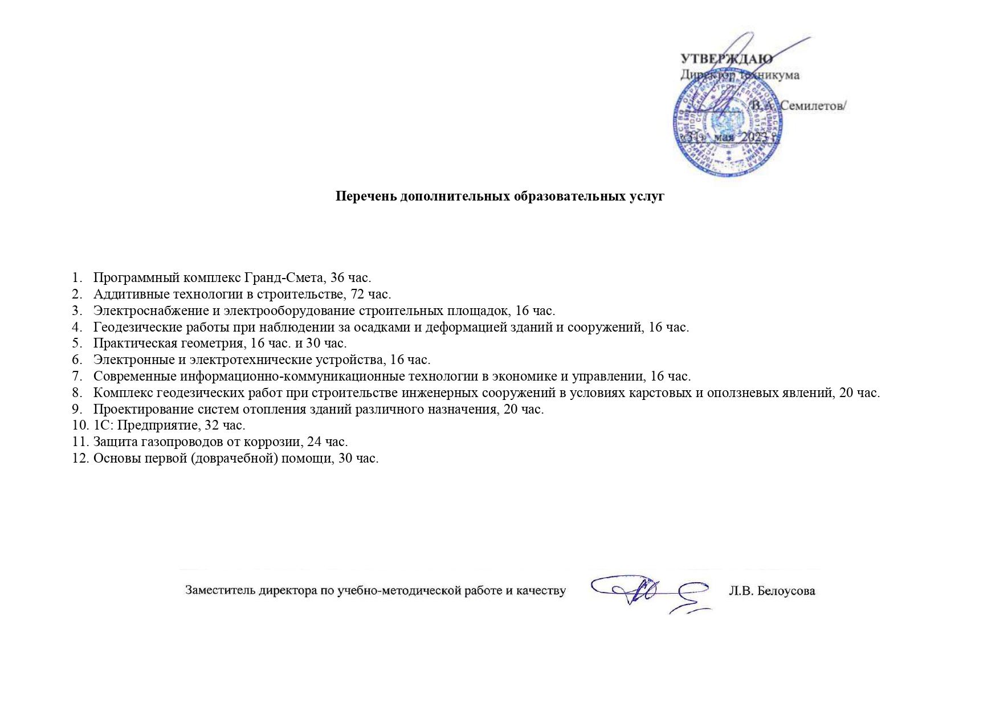 УТВЕРЖДАЮ
Директор техникума
Семилетов/
«31» мая 2023 г.
Перечень дополнительных образовательных услуг
1. Программный комплекс Гранд-Смета, 36 час.
2. Аддитивные технологии в строительстве, 72 час.
3. Электроснабжение и электрооборудование строительных площадок, 16 час.
4. Геодезические работы при наблюдении за осадками и деформацией зданий и сооружений, 16 час.
5. Практическая геометрия, 16 час. и 30 час.
6. Электронные и электротехнические устройства, 16 час.
7. Современные информационно-коммуникационные технологии в экономике и управлении, 16 час.
8. Комплекс геодезических работ при строительстве инженерных сооружений в условиях карстовых и оползневых явлений, 20 час.
9. Проектирование систем отопления зданий различного назначения, 20 час.
10. 1С: Предприятие, 32 час.
11. Защита газопроводов от коррозии, 24 час.
12. Основы первой (доврачебной) помощи, 30 час.
Заместитель директора по учебно-методической работе и качеству Л.В. Белоусова